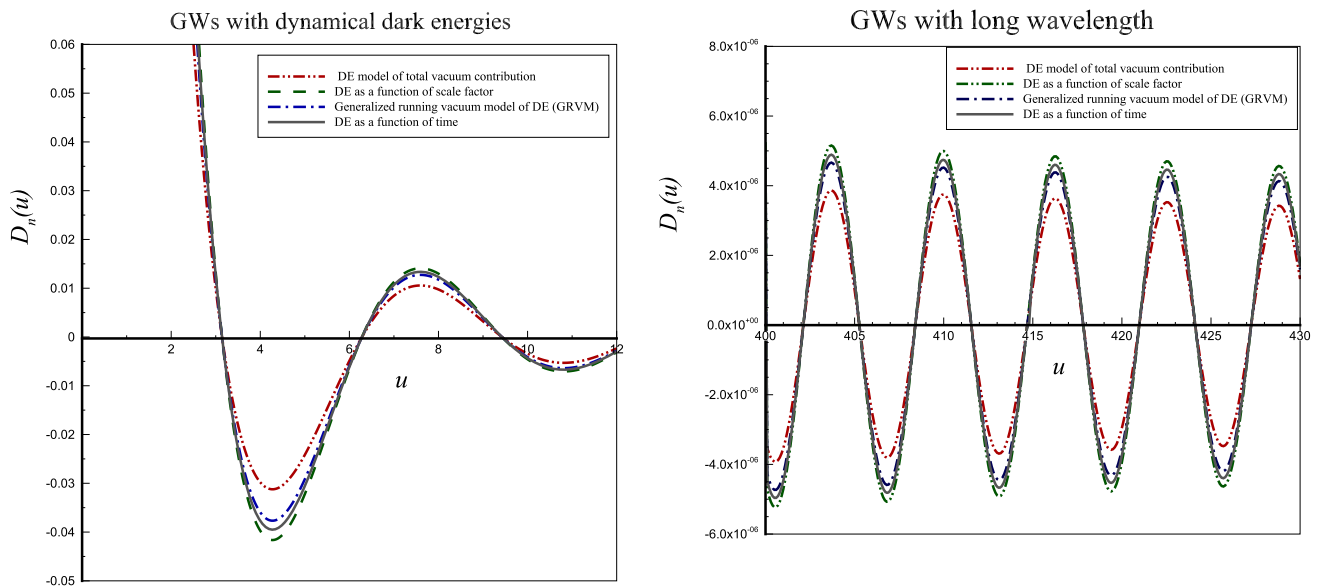 GWs with dynamical dark energies
0.06
0.05
0.04
0.03
0.02
0.01
0
-0.01
-0.02
-0.03
-0.04
-0.05
D_n(u)
DE model of total vacuum contribution
DE as a function of scale factor
Generalized running vacuum model of DE (GRVM)
DE as a function of time
2
4
6
8
10
12
u
GWs with long wavelength
8.0x10^-06
6.0x10^-06
4.0x10^-06
2.0x10^-06
0.0x10^+00
-2.0x10^-06
-4.0x10^-06
-6.0x10^-06
D_n(u)
DE model of total vacuum contribution
DE as a function of scale factor
Generalized running vacuum model of DE (GRVM)
DE as a function of time
400
405
410
415
420
425
430
u